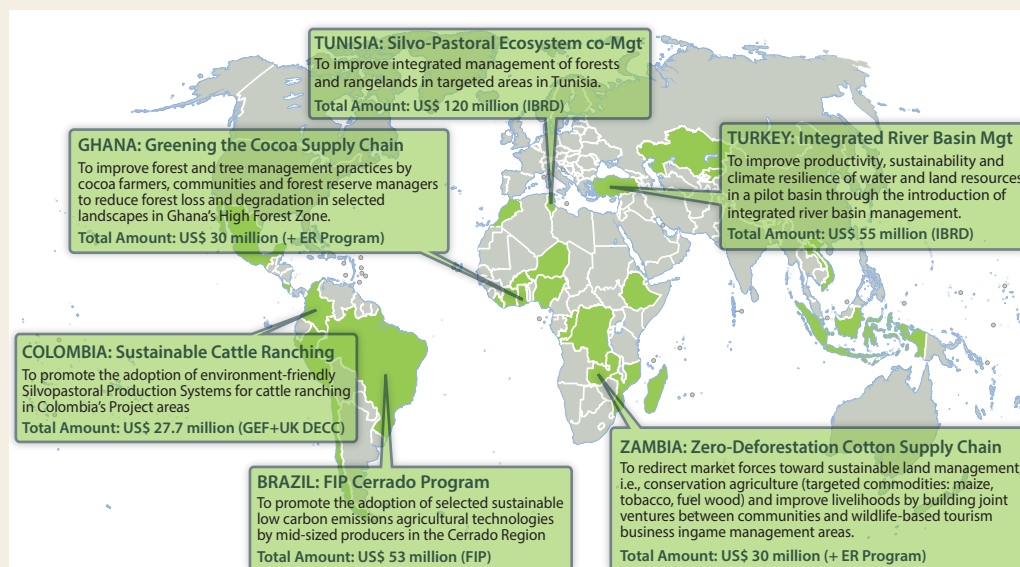 TUNISIA: Silvo-Pastoral Ecosystem co-Mgt
To improve integrated management of forests
and rangelands in targeted areas in Tunisia.
Total Amount: US$ 120 million (IBRD)
GHANA: Greening the Cocoa Supply Chain
To improve forest and tree management practices by
cocoa farmers, communities and forest reserve managers
to reduce forest loss and degradation in selected
landscapes in Ghana's High Forest Zone.
Total Amount: US$ 30 million (+ ER Program)
TURKEY: Integrated River Basin Mgt
To improve productivity, sustainability and
climate resilience of water and land resources
in a pilot basin through the introduction of
integrated river basin management.
Total Amount: US$ 55 million (IBRD)
COLOMBIA: Sustainable Cattle Ranching
To promote the adoption of environment-friendly
Silvopastoral Production Systems for cattle ranching
in Colombia's Project areas
Total Amount: US$ 27.7 million (GEF+UK DECC)
BRAZIL: FIP Cerrado Program
To promote the adoption of selected sustainable
low carbon emissions agricultural technologies
by mid-sized producers in the Cerrado Region
Total Amount: US$ 53 million (FIP)
ZAMBIA: Zero-Deforestation Cotton Supply Chain
To redirect market forces toward sustainable land management,
i.e., conservation agriculture (targeted commodities: maize,
tobacco, fuel wood) and improve livelihoods by building joint
ventures between communities and wildlife-based tourism
business ingame management areas.
Total Amount: US$ 30 million (+ ER Program)